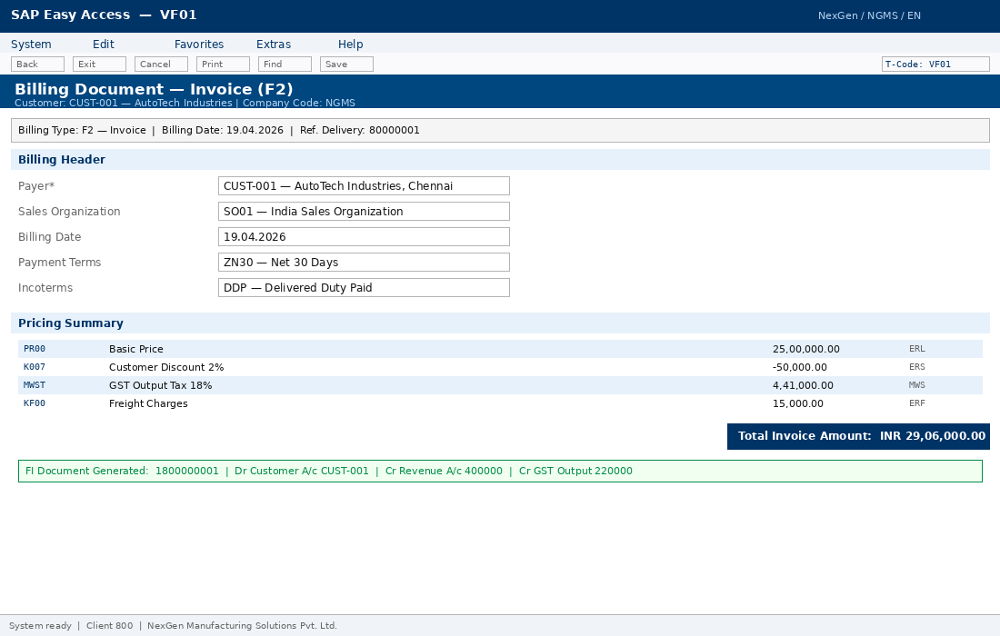 SAP Easy Access — VF01 NexGen / NGMS / EN
System Edit Favorites Extras Help
Back Exit Cancel Print Find Save T-Code: VF01
Billing Document — Invoice (F2)
Customer: CUST-001 — AutoTech Industries | Company Code: NGMS
Billing Type: F2 — Invoice | Billing Date: 19.04.2026 | Ref. Delivery: 80000001
Billing Header
Payer* CUST-001 — AutoTech Industries, Chennai
Sales Organization SO01 — India Sales Organization
Billing Date 19.04.2026
Payment Terms ZN30 — Net 30 Days
Incoterms DDP — Delivered Duty Paid
Pricing Summary
PR00 Basic Price 25,00,000.00 ERL
K007 Customer Discount 2% -50,000.00 ERS
MWST GST Output Tax 18% 4,41,000.00 MWS
KF00 Freight Charges 15,000.00 ERF
Total Invoice Amount: INR 29,06,000.00
FI Document Generated: 1800000001 | Dr Customer A/c CUST-001 | Cr Revenue A/c 400000 | Cr GST Output 220000
System ready | Client 800 | NexGen Manufacturing Solutions Pvt. Ltd.